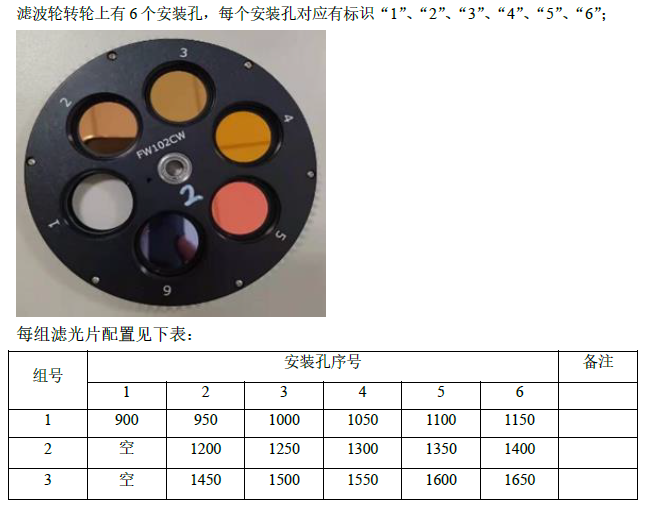 滤波轮转轮上有 6 个安装孔，每个安装孔对应有标识“1”、“2”、“3”、“4”、“5”、“6”；
3
2
4
FW102CW
2
1
5
6
每组滤光片配置见下表：
组号 安装孔序号 备注
1 2 3 4 5 6
1 900 950 1000 1050 1100 1150
2 空 1200 1250 1300 1350 1400
3 空 1450 1500 1550 1600 1650